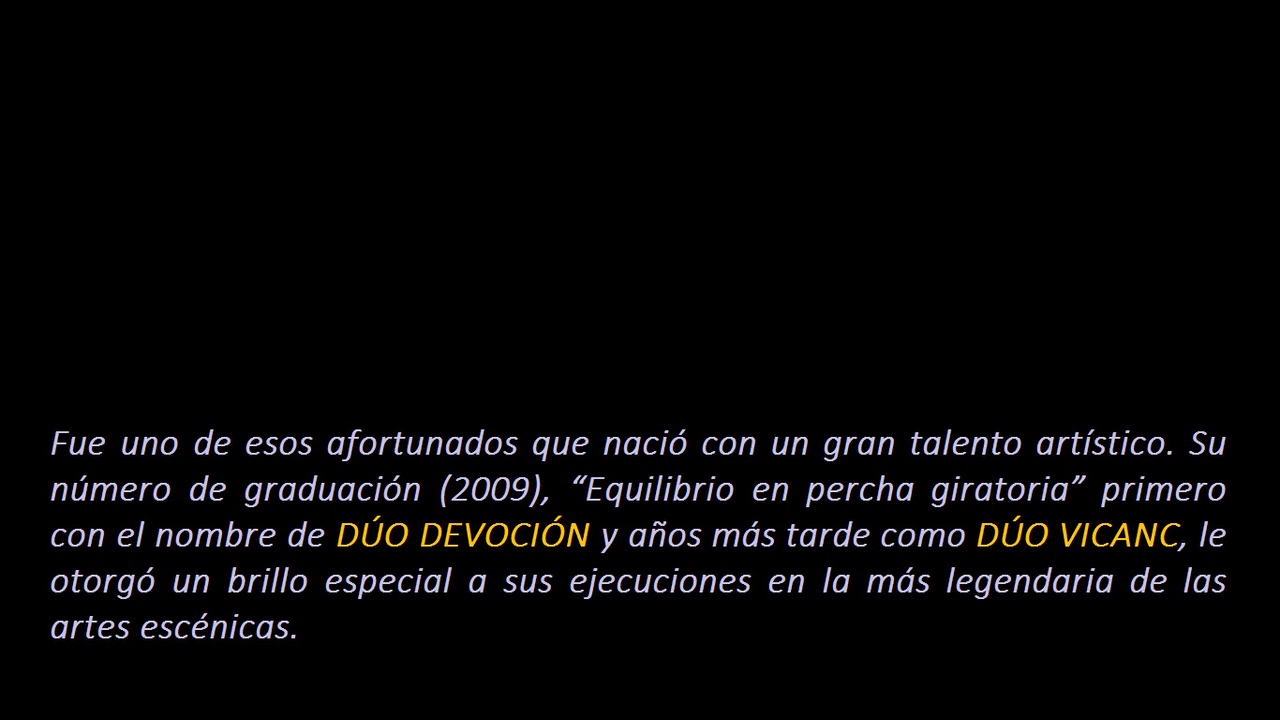 Fue uno de esos afortunados que nació con un gran talento artístico. Su
número de graduación (2009), “Equilibrio en percha giratoria” primero
con el nombre de DÚO DEVOCIÓN y años más tarde como DÚO VICANC, le
otorgó un brillo especial a sus ejecuciones en la más legendaria de las
artes escénicas.